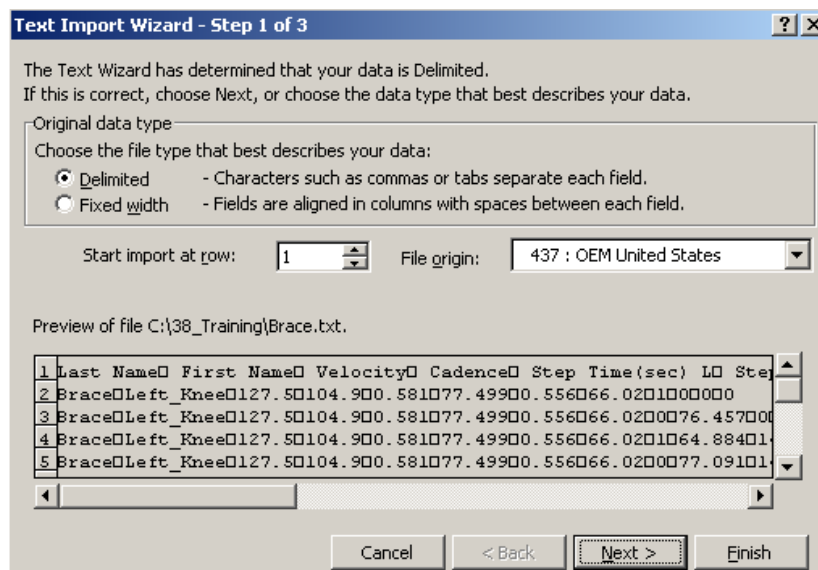 Text Import Wizard - Step 1 of 3
The Text Wizard has determined that your data is Delimited.
If this is correct, choose Next, or choose the data type that best describes your data.
Original data type
Choose the file type that best describes your data:
Delimited - Characters such as commas or tabs separate each field.
Fixed width - Fields are aligned in columns with spaces between each field.
Start import at row: 1 File origin: 437 : OEM United States
Preview of file C:\38_Training\Brace.txt.
1 Last Name□ First Name□ Velocity□ Cadence□ Step Time(sec) L□ Step
2 Brace□Left_Knee□127.5□104.9□0.581□77.499□0.556□66.02□1□0□0□0
3 Brace□Left_Knee□127.5□104.9□0.581□77.499□0.556□66.02□0□76.457□0
4 Brace□Left_Knee□127.5□104.9□0.581□77.499□0.556□66.02□1□64.884□1
5 Brace□Left_Knee□127.5□104.9□0.581□77.499□0.556□66.02□0□77.091□1
Cancel < Back Next > Finish